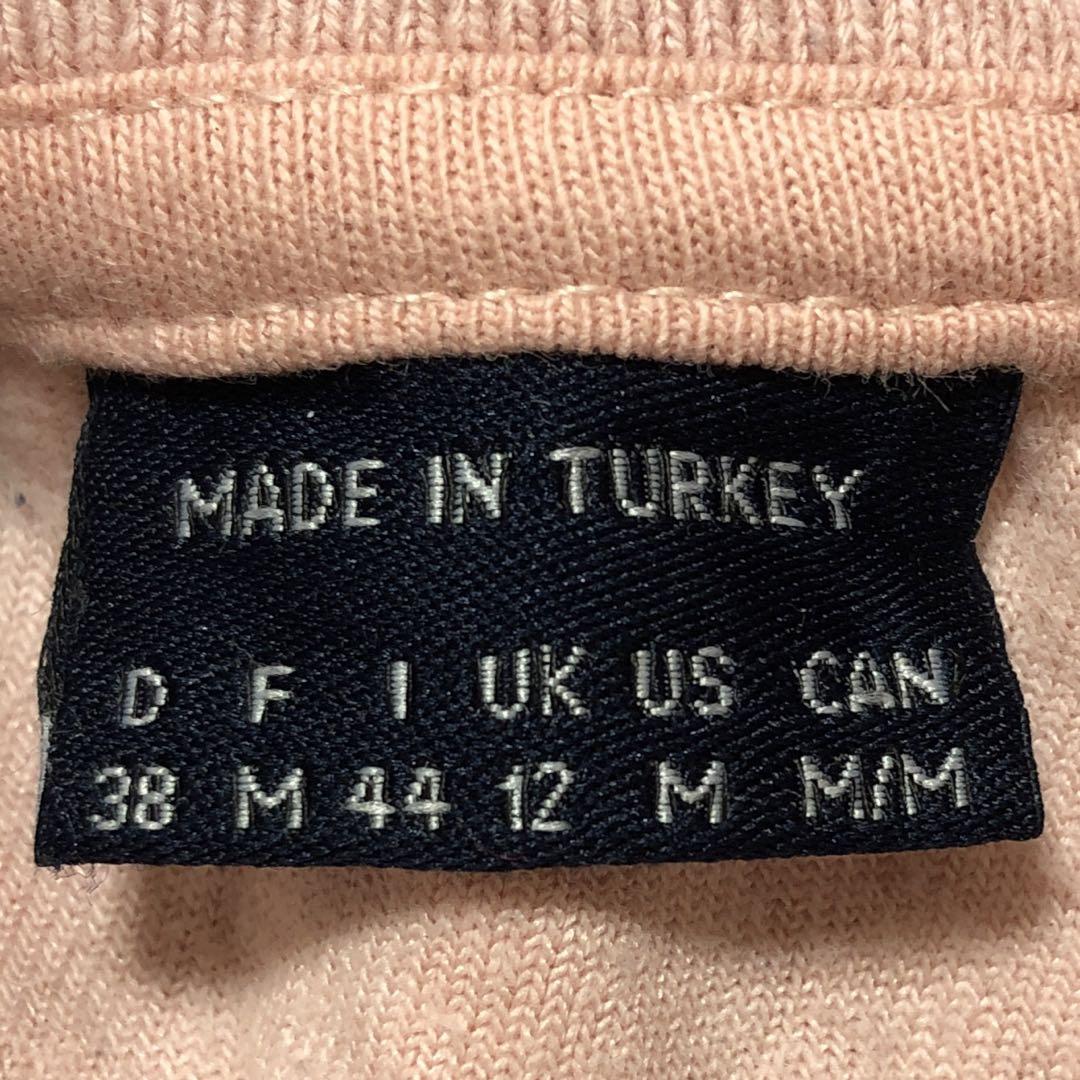 MADE IN TURKEY
D F I UK US CAN
38 M 44 12 M M/M